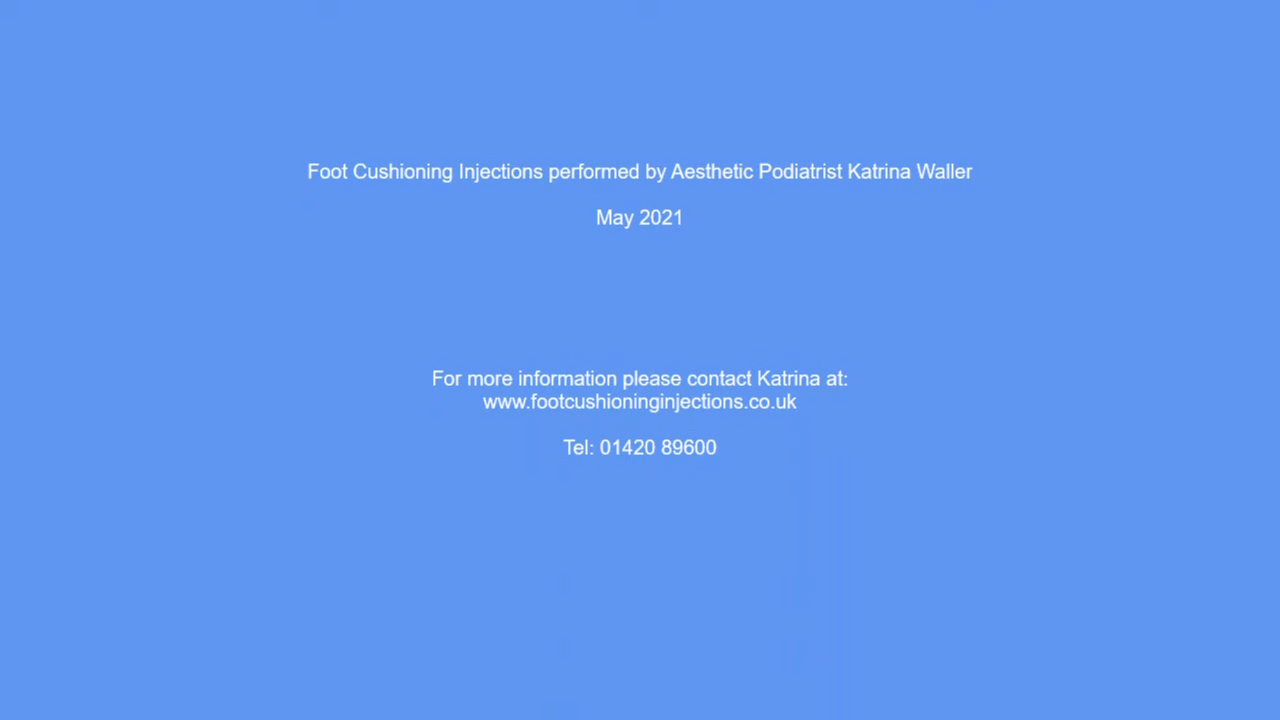 Foot Cushioning Injections performed by Aesthetic Podiatrist Katrina Waller
May 2021
For more information please contact Katrina at:
www.footcushioninginjections.co.uk
Tel: 01420 89600